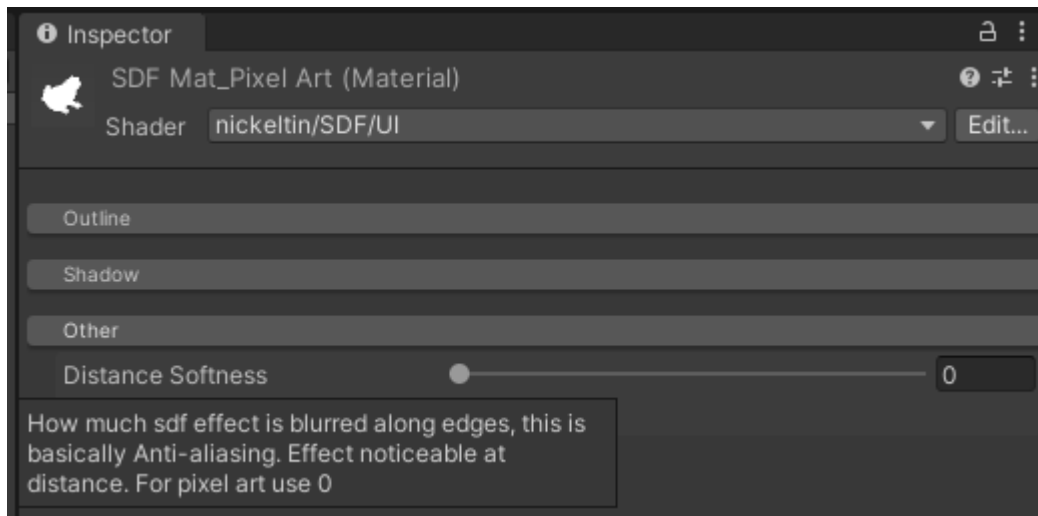 Inspector
SDF Mat_Pixel Art (Material)
Shader nickeltin/SDF/UI Edit...
Outline
Shadow
Other
Distance Softness 0
How much sdf effect is blurred along edges, this is
basically Anti-aliasing. Effect noticeable at
distance. For pixel art use 0